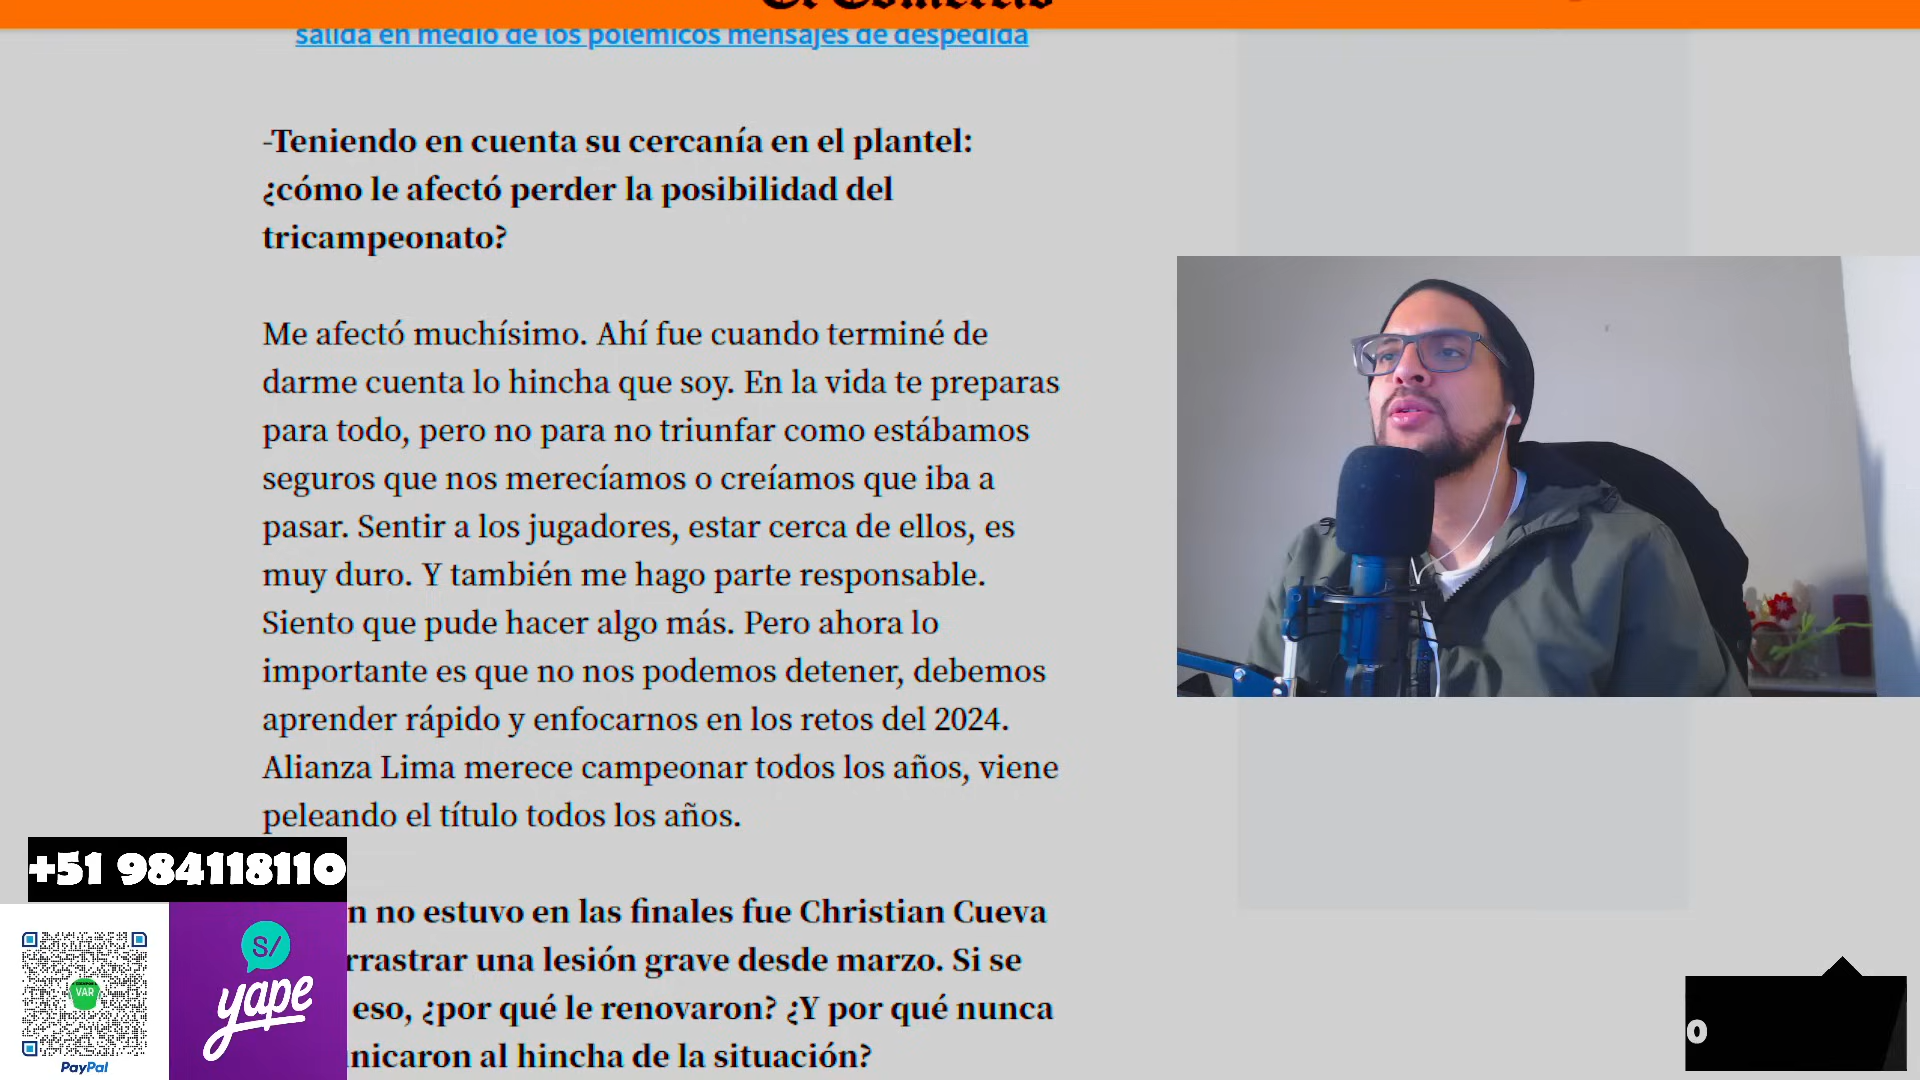 El Comercio
salida en medio de los polémicos mensajes de despedida
-Teniendo en cuenta su cercanía en el plantel:
¿cómo le afectó perder la posibilidad del
tricampeonato?
Me afectó muchísimo. Ahí fue cuando terminé de
darme cuenta lo hincha que soy. En la vida te preparas
para todo, pero no para no triunfar como estábamos
seguros que nos merecíamos o creíamos que iba a
pasar. Sentir a los jugadores, estar cerca de ellos, es
muy duro. Y también me hago parte responsable.
Siento que pude hacer algo más. Pero ahora lo
importante es que no nos podemos detener, debemos
aprender rápido y enfocarnos en los retos del 2024.
Alianza Lima merece campeonar todos los años, viene
peleando el título todos los años.
+51 984118110
n no estuvo en las finales fue Christian Cueva
rrastrar una lesión grave desde marzo. Si se
eso, ¿por qué le renovaron? ¿Y por qué nunca
nicaron al hincha de la situación?
VAR
PayPal
S/
yape
0